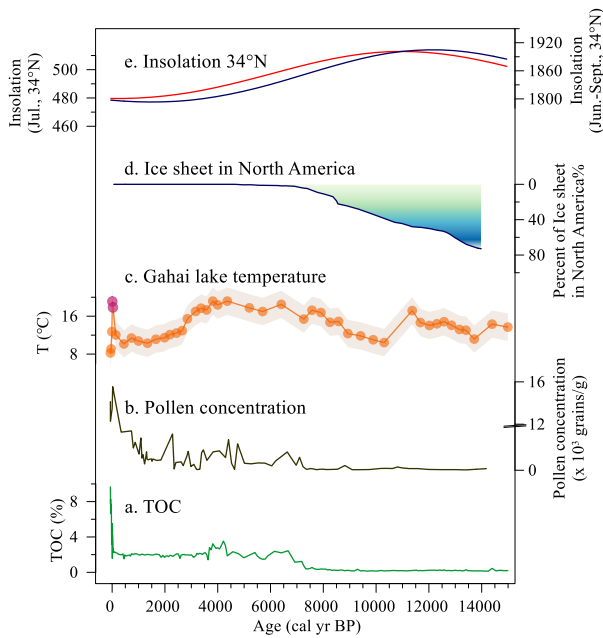 e. Insolation 34°N
Insolation
(Jul., 34°N)
500
480
460
1920
1860
1800
Insolation
(Jun.-Sept., 34°N)
d. Ice sheet in North America
0
40
80
Percent of Ice sheet
in North America%
c. Gahai lake temperature
T (°C)
16
8
b. Pollen concentration
16
12
0
Pollen concentration
(x 10³ grains/g)
a. TOC
TOC (%)
8
4
0
0 2000 4000 6000 8000 10000 12000 14000
Age (cal yr BP)